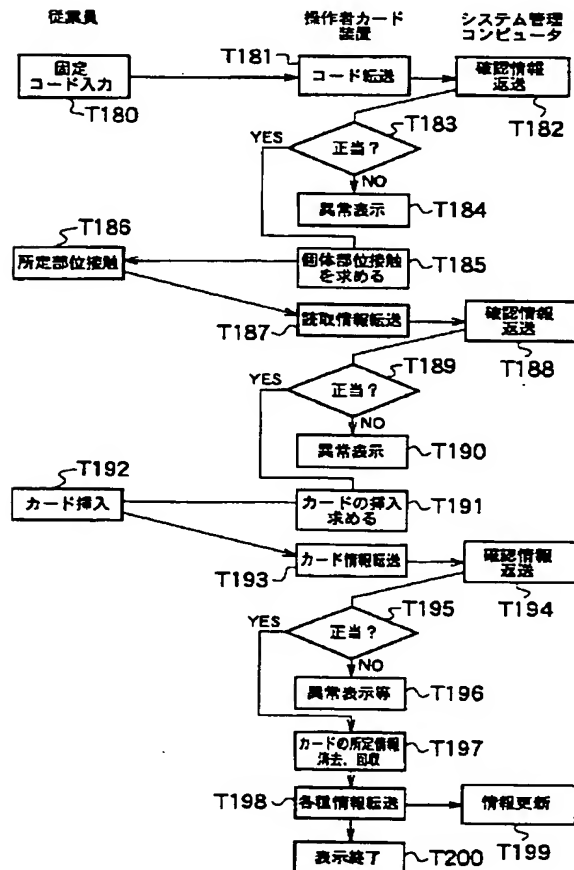 従業員
操作者カード
装置
システム管理
コンピュータ
固定
コード入力
T180
T181
コード転送
確認情報
返送
T182
T183
YES
正当?
NO
異常表示
T184
T186
所定部位接触
個体部位接触
を求める
T185
読取情報転送
T187
確認情報
返送
T188
T189
YES
正当?
NO
異常表示
T190
T192
カード挿入
カードの挿入
求める
T191
カード情報転送
T193
確認情報
返送
T194
T195
YES
正当?
NO
異常表示等
T196
カードの所定情報
消去、回収
T197
T198
各種情報転送
情報更新
T199
表示終了
T200